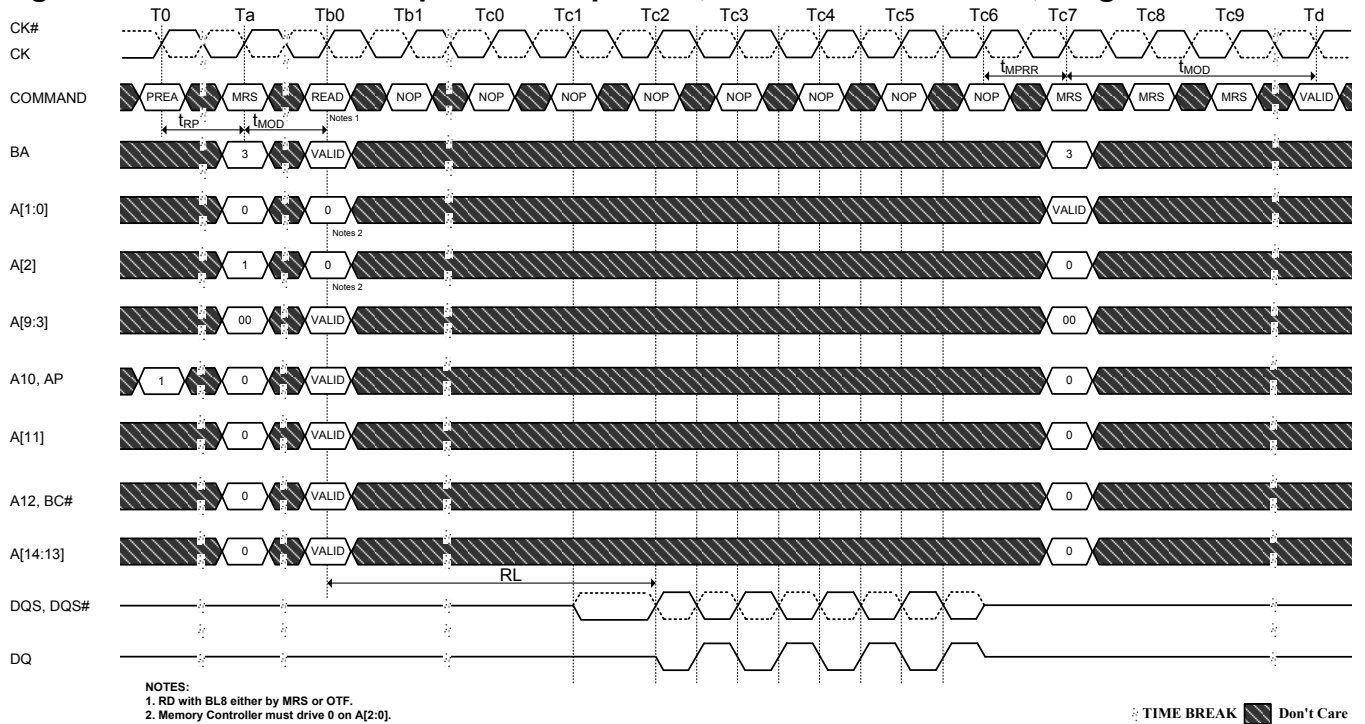 T0 Ta Tb0 Tb1 Tc0 Tc1 Tc2 Tc3 Tc4 Tc5 Tc6 Tc7 Tc8 Tc9 Td
CK#
CK
tMPRR tMOD
COMMAND PREA MRS READ NOP NOP NOP NOP NOP NOP NOP NOP MRS MRS MRS VALID
Notes 1
tRP tMOD
BA 3 VALID 3
A[1:0] 0 0 VALID
Notes 2
A[2] 1 0 0
Notes 2
A[9:3] 00 VALID 00
A10, AP 1 0 VALID 0
A[11] 0 VALID 0
A12, BC# 0 VALID 0
A[14:13] 0 VALID 0
RL
DQS, DQS#
DQ
NOTES:
1. RD with BL8 either by MRS or OTF.
2. Memory Controller must drive 0 on A[2:0].
TIME BREAK Don't Care